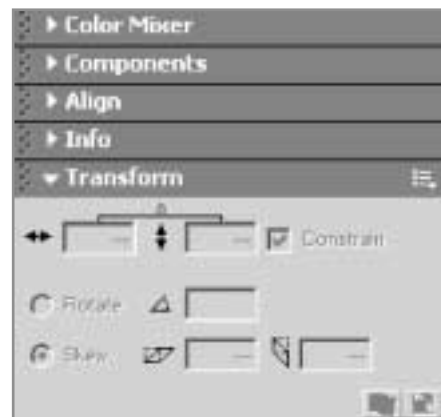 Color Mixer
Components
Align
Info
Transform
Constrain
Rotate
Skew